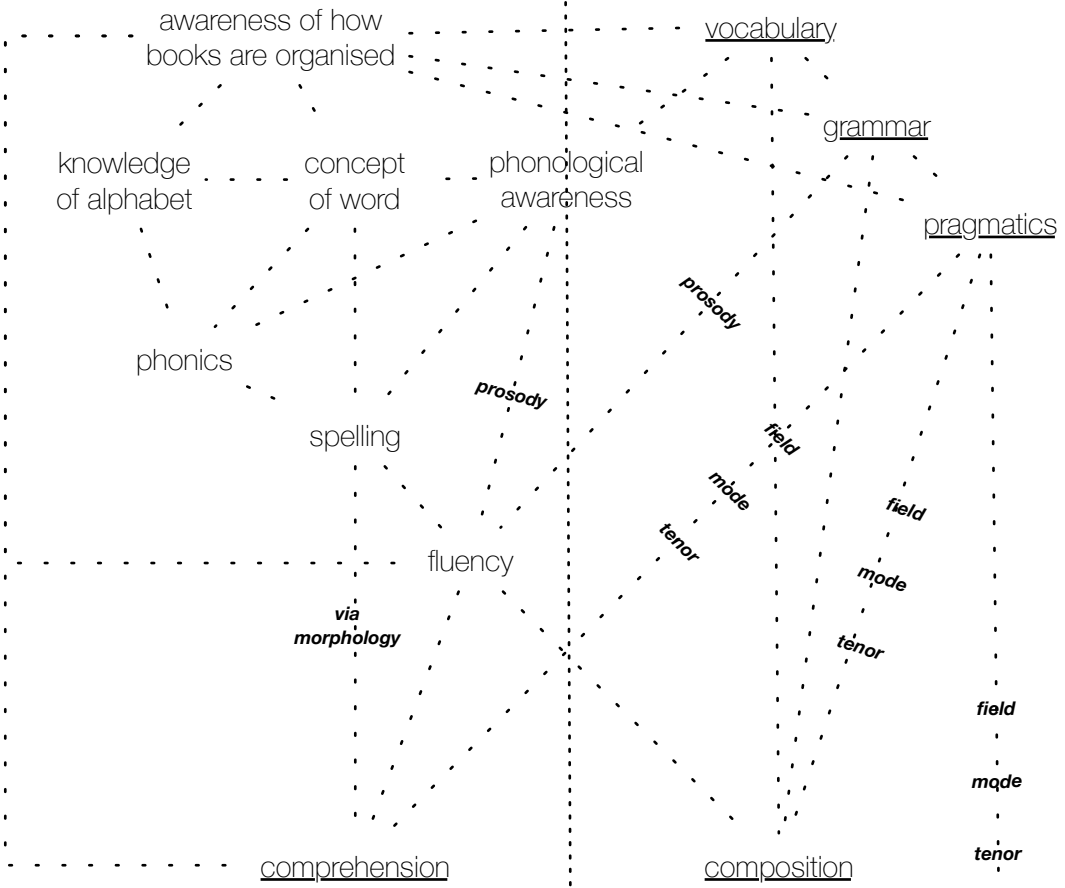 awareness of how
books are organised
vocabulary
grammar
knowledge
of alphabet
concept
of word
phonological
awareness
pragmatics
prosody
phonics
prosody
spelling
field
mode
field
tenor
fluency
mode
via
morphology
tenor
field
mode
tenor
comprehension
composition